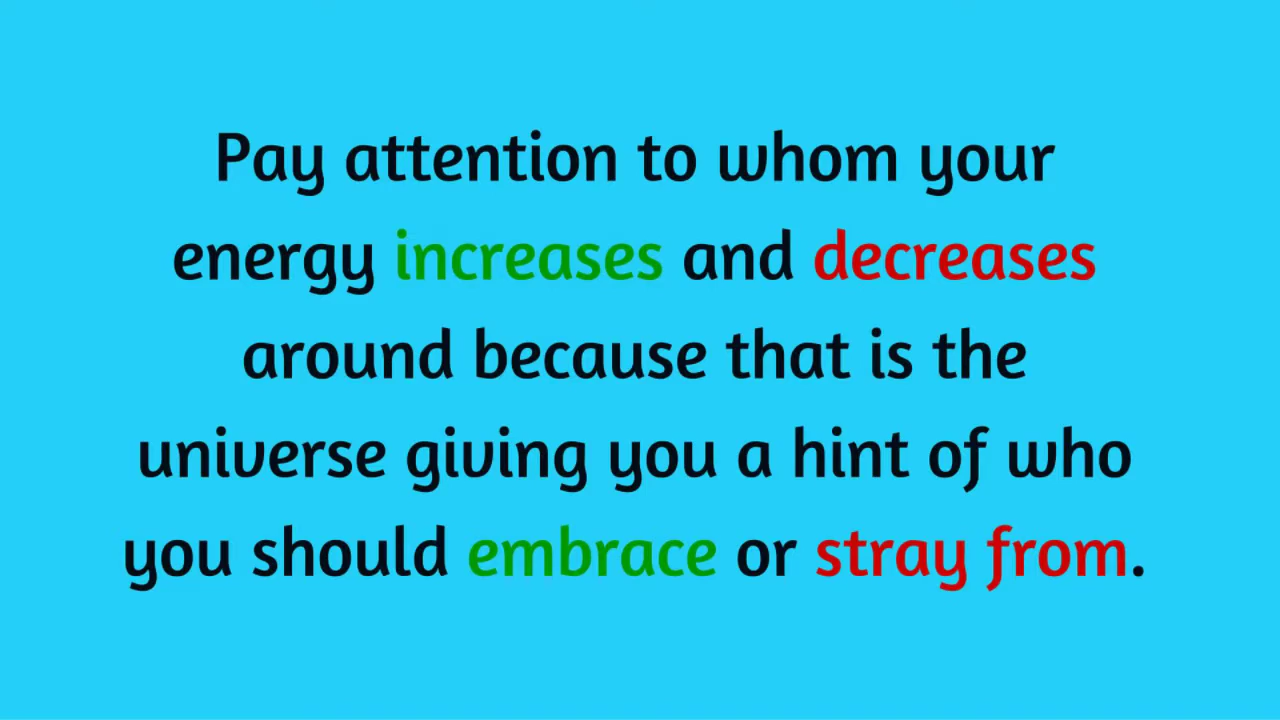 Pay attention to whom your
energy increases and decreases
around because that is the
universe giving you a hint of who
you should embrace or stray from.